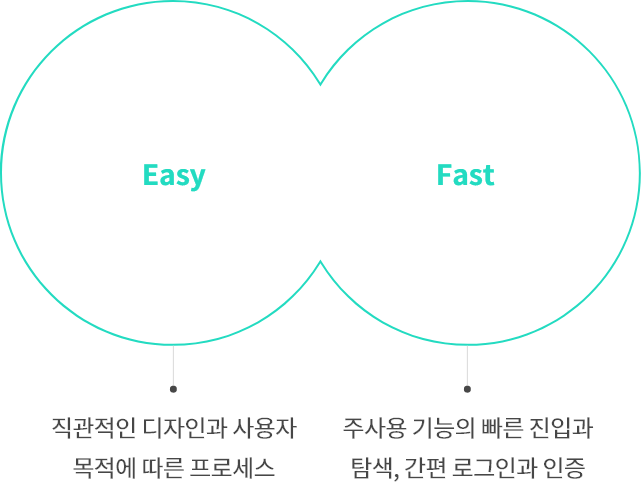 Easy
Fast
직관적인 디자인과 사용자
목적에 따른 프로세스
주사용 기능의 빠른 진입과
탐색, 간편 로그인과 인증